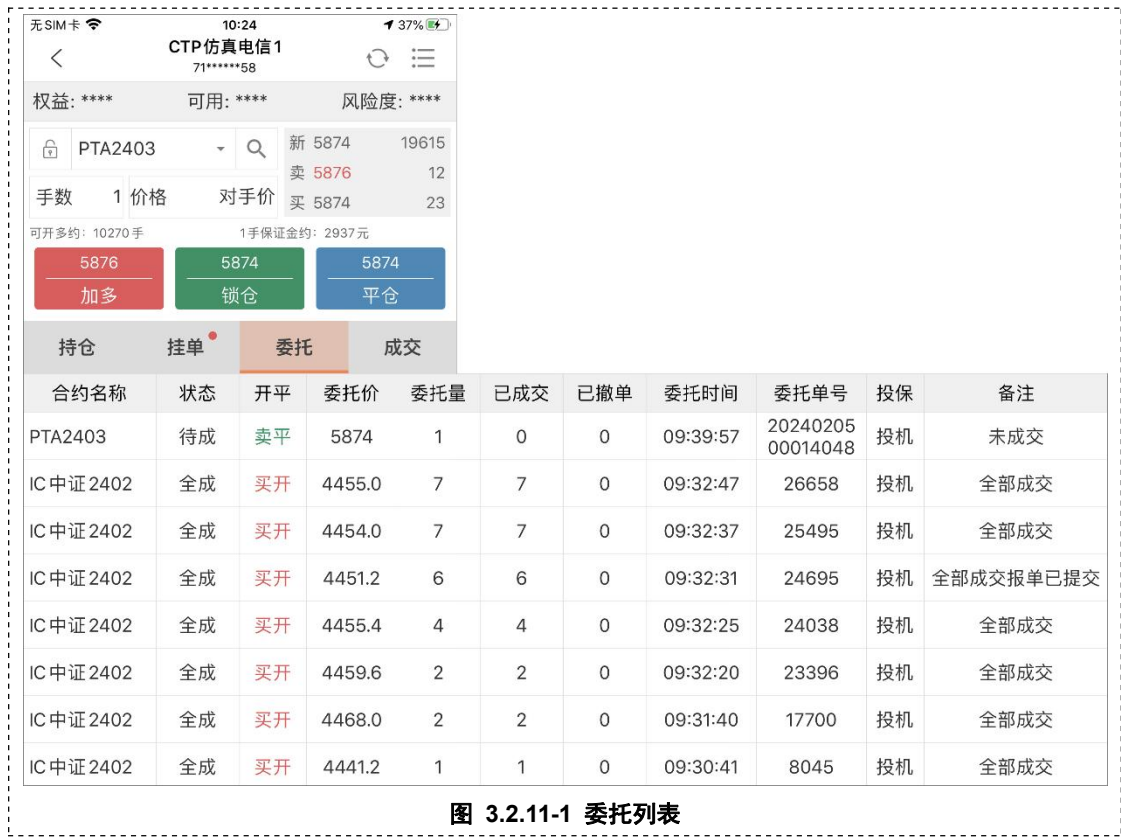 无SIM卡 10:24 37%
CTP仿真电信1
71******58
权益: **** 可用: **** 风险度: ****
PTA2403 新 5874 19615
卖 5876 12
手数 1 价格 对手价 买 5874 23
可开多约: 10270手 1手保证金约: 2937元
5876 5874 5874
加多 锁仓 平仓
持仓 挂单 委托 成交
合约名称 状态 开平 委托价 委托量 已成交 已撤单 委托时间 委托单号 投保 备注
PTA2403 待成 卖平 5874 1 0 0 09:39:57 20240205 00014048 投机 未成交
IC中证2402 全成 买开 4455.0 7 7 0 09:32:47 26658 投机 全部成交
IC中证2402 全成 买开 4454.0 7 7 0 09:32:37 25495 投机 全部成交
IC中证2402 全成 买开 4451.2 6 6 0 09:32:31 24695 投机 全部成交报单已提交
IC中证2402 全成 买开 4455.4 4 4 0 09:32:25 24038 投机 全部成交
IC中证2402 全成 买开 4459.6 2 2 0 09:32:20 23396 投机 全部成交
IC中证2402 全成 买开 4468.0 2 2 0 09:31:40 17700 投机 全部成交
IC中证2402 全成 买开 4441.2 1 1 0 09:30:41 8045 投机 全部成交
图 3.2.11-1 委托列表